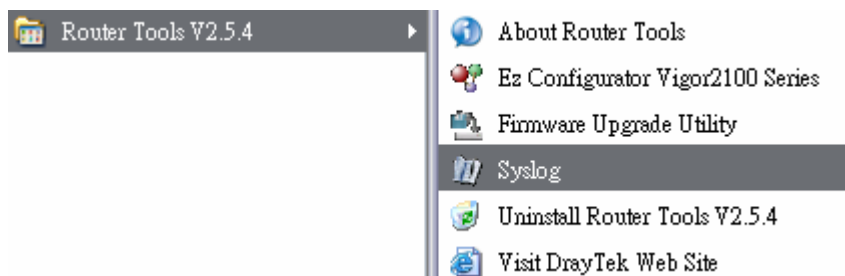 Router Tools V2.5.4
About Router Tools
Ez Configurator Vigor2100 Series
Firmware Upgrade Utility
Syslog
Uninstall Router Tools V2.5.4
Visit DrayTek Web Site